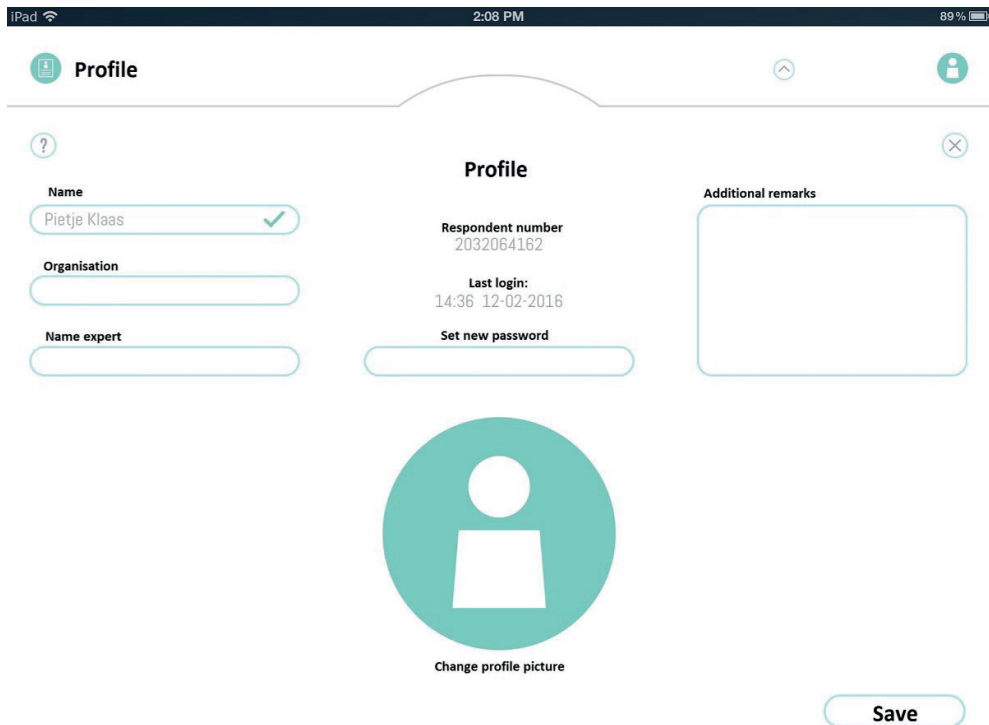 iPad
2:08 PM
89%
Profile
?
Profile
Name
Pietje Klaas
Organisation
Name expert
Respondent number
2032064162
Last login:
14:36 12-02-2016
Set new password
Additional remarks
Change profile picture
Save